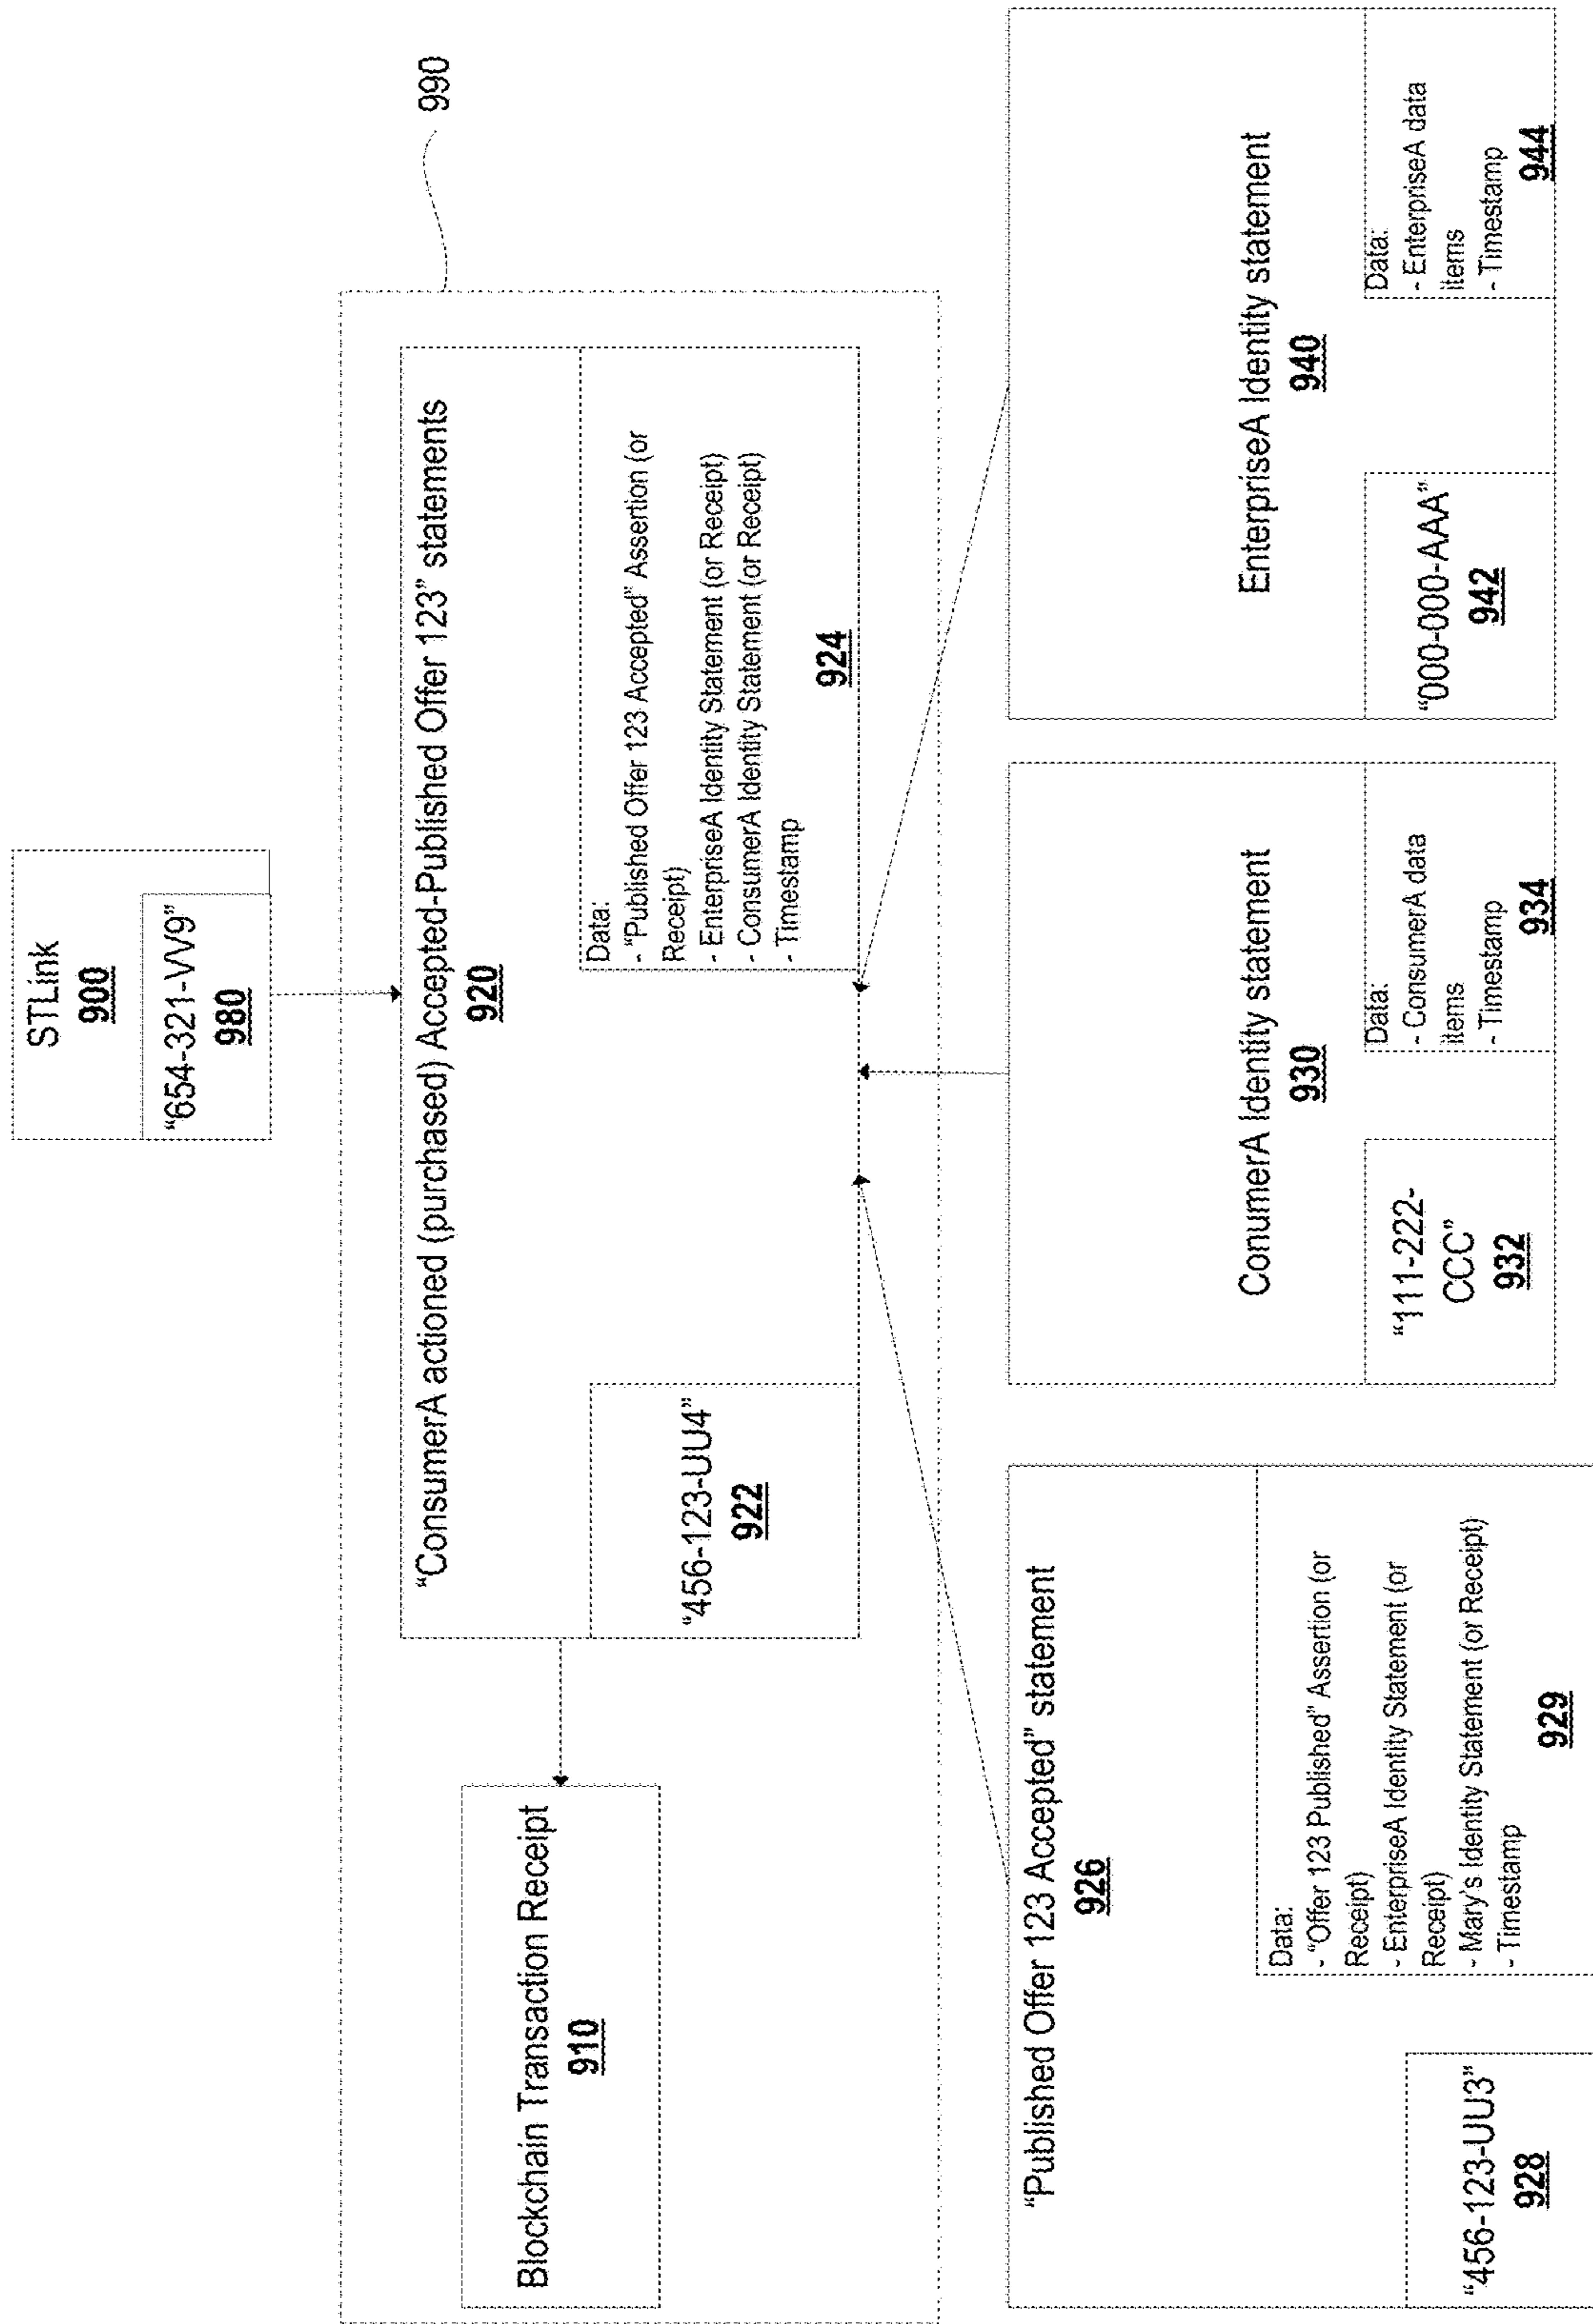 STLink
900
“654-321-VV9”
980
990
“ConsumerA actioned (purchased) Accepted-Published Offer 123” statements
920
Data:
- “Published Offer 123 Accepted” Assertion (or
Receipt)
- EnterpriseA Identity Statement (or Receipt)
- ConsumerA Identity Statement (or Receipt)
- Timestamp
924
“456-123-UU4”
922
Blockchain Transaction Receipt
910
“Published Offer 123 Accepted” statement
926
Data:
- “Offer 123 Published” Assertion (or
Receipt)
- EnterpriseA Identity Statement (or
Receipt)
- Mary's Identity Statement (or Receipt)
- Timestamp
929
“456-123-UU3”
928
ConumerA Identity statement
930
“111-222-
CCC”
932
Data:
- ConsumerA data
items
- Timestamp
934
EnterpriseA Identity statement
940
“000-000-AAA”
942
Data:
- EnterpriseA data
items
- Timestamp
944